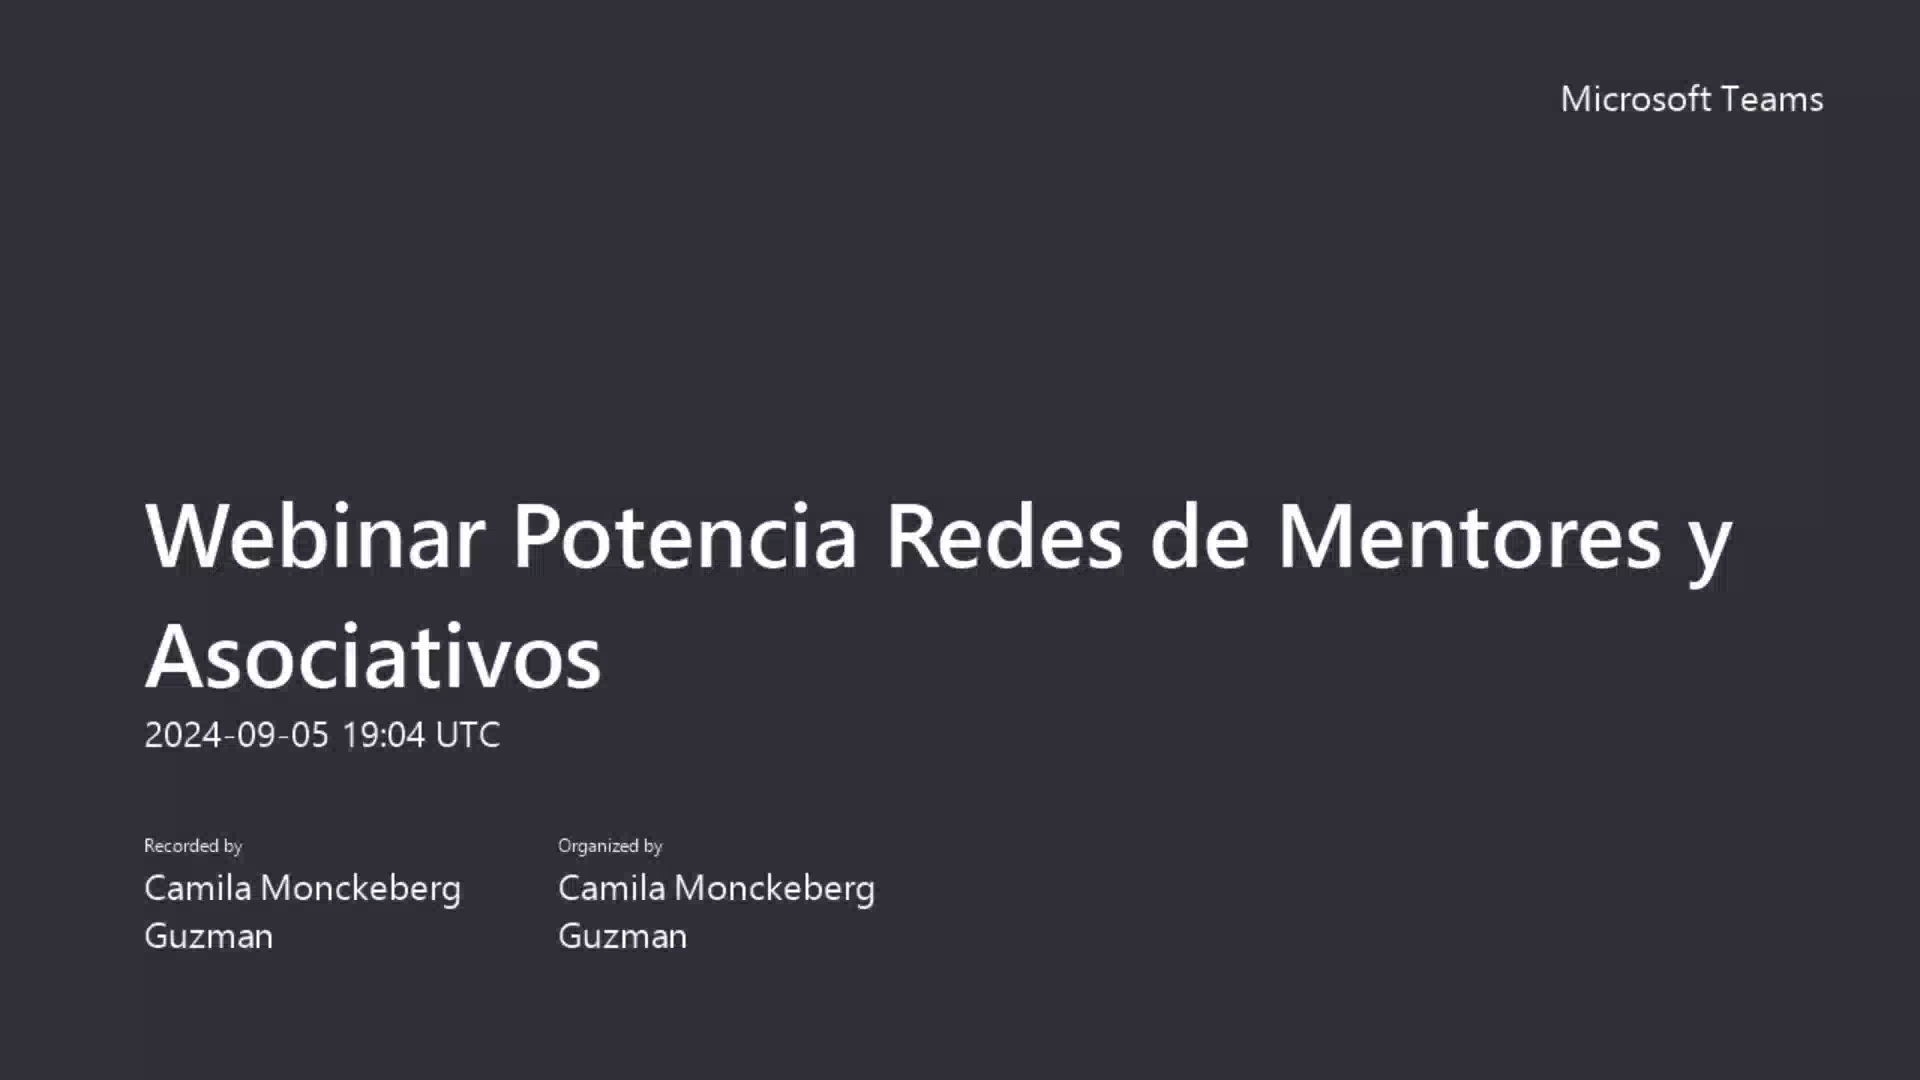 Microsoft Teams
Webinar Potencia Redes de Mentores y
Asociativos
2024-09-05 19:04 UTC
Recorded by
Camila Monckeberg
Guzman
Organized by
Camila Monckeberg
Guzman